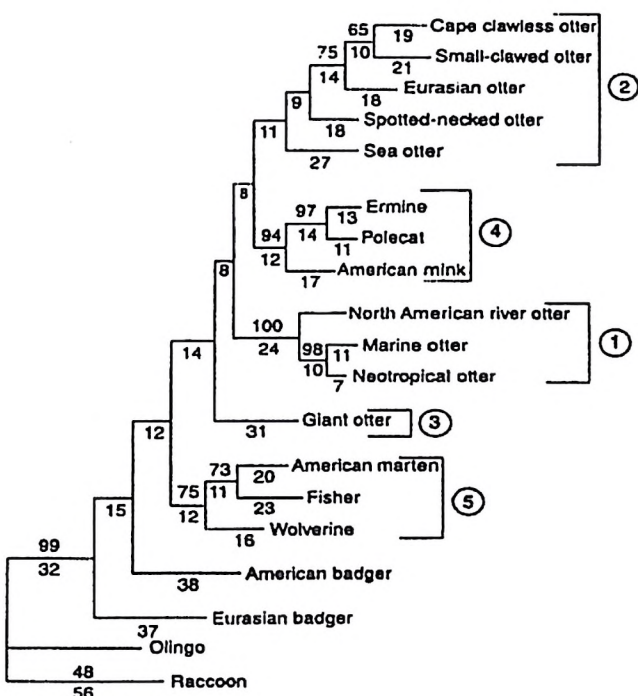 65
Cape clawless otter
19
75
10
Small-clawed otter
21
14
Eurasian otter
18
9
2
Spotted-necked otter
18
11
Sea otter
27
8
97
Ermine
13
14
Polecat
11
4
94
12
American mink
17
8
North American river otter
100
24
98
Marine otter
11
10
Neotropical otter
7
1
14
Giant otter
31
3
12
73
American marten
20
11
75
12
Fisher
23
5
Wolverine
16
15
99
32
American badger
38
Eurasian badger
37
Olingo
48
Raccoon
56